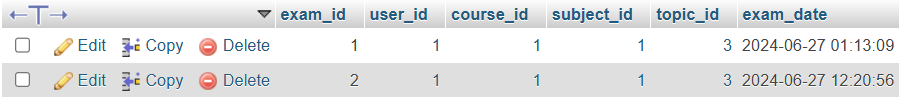 exam_id user_id course_id subject_id topic_id exam_date
Edit Copy Delete 1 1 1 1 3 2024-06-27 01:13:09
Edit Copy Delete 2 1 1 1 3 2024-06-27 12:20:56